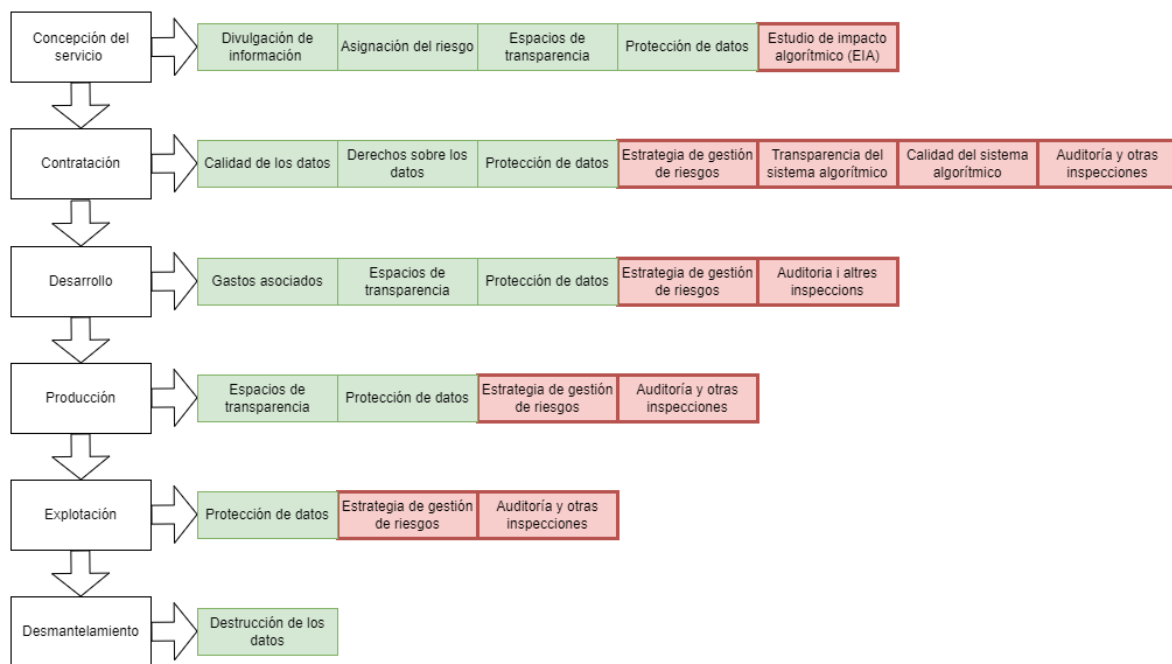 Concepción del
servicio
Divulgación de
información
Asignación del riesgo
Espacios de
transparencia
Protección de datos
Estudio de impacto
algorítmico (EIA)
Contratación
Calidad de los datos
Derechos sobre los
datos
Protección de datos
Estrategia de gestión
de riesgos
Transparencia del
sistema algorítmico
Calidad del sistema
algorítmico
Auditoría y otras
inspecciones
Desarrollo
Gastos asociados
Espacios de
transparencia
Protección de datos
Estrategia de gestión
de riesgos
Auditoria i altres
inspeccions
Producción
Espacios de
transparencia
Protección de datos
Estrategia de gestión
de riesgos
Auditoría y otras
inspecciones
Explotación
Protección de datos
Estrategia de gestión
de riesgos
Auditoría y otras
inspecciones
Desmantelamiento
Destrucción de los
datos